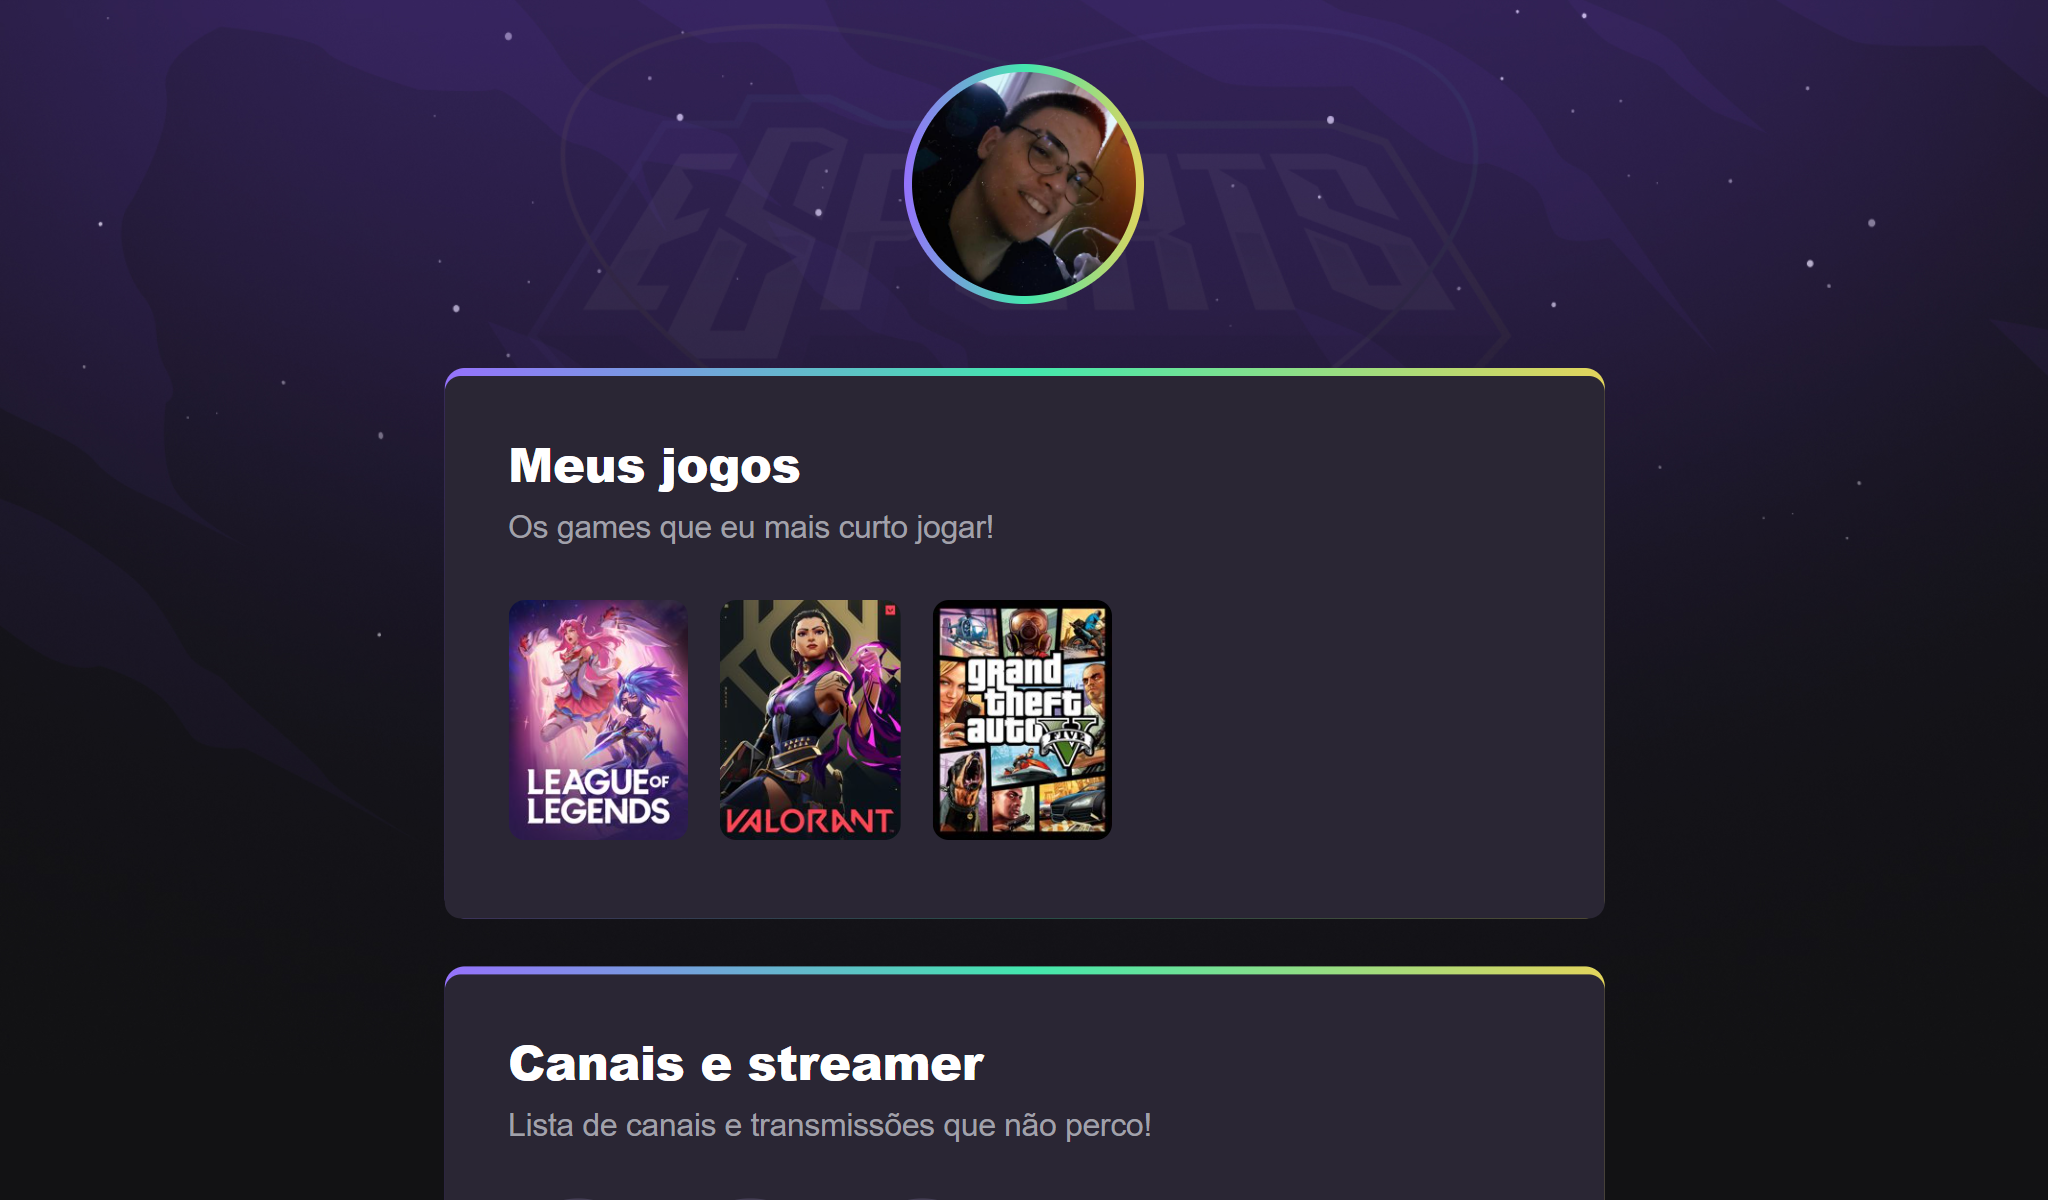 ESPORTS
Meus jogos
Os games que eu mais curto jogar!
LEAGUE OF
LEGENDS
VALORANT
grand
theft
auto
FIVE
V
Canais e streamer
Lista de canais e transmissões que não perco!